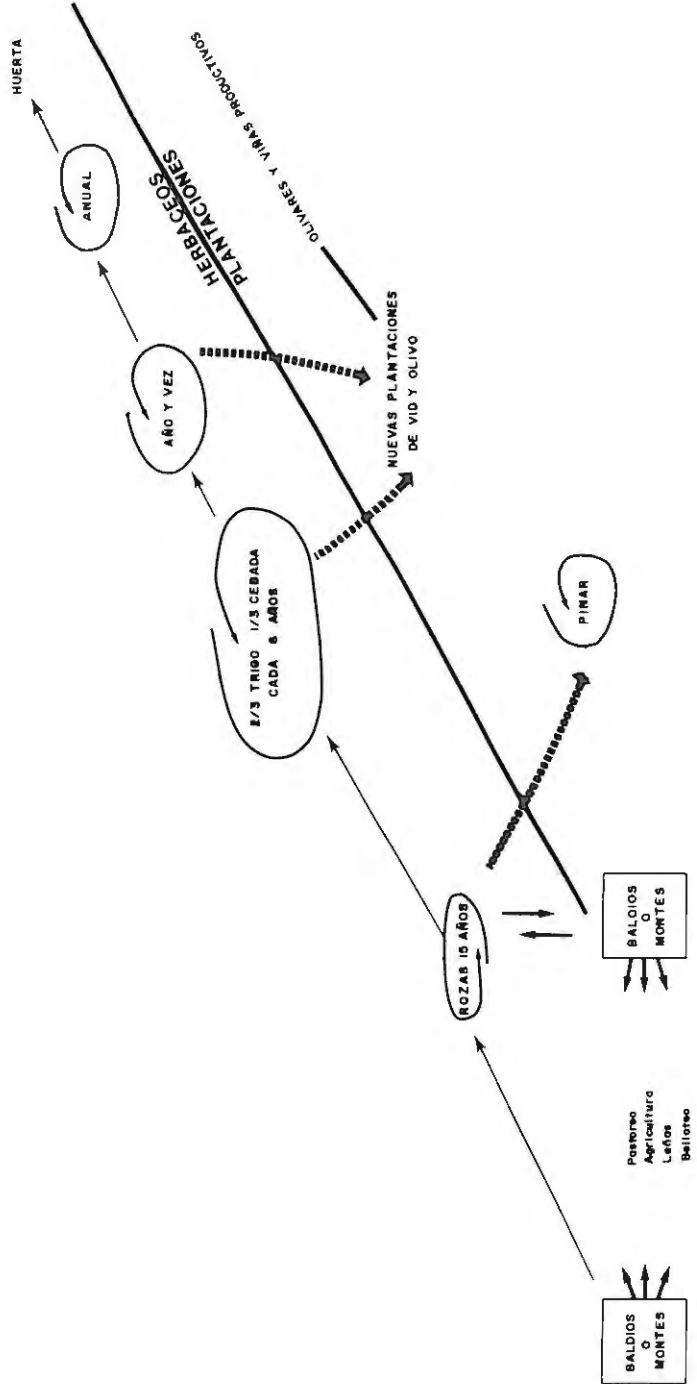 HUERTA
ANUAL
HERBACEOS
PLANTACIONES
OLIVARES Y VIÑAS PRODUCTIVOS
AÑO Y VEZ
NUEVAS PLANTACIONES
DE VID Y OLIVO
2/3 TRIGO 1/3 CEBADA
CADA 6 AÑOS
PINAR
ROZAS 15 AÑOS
BALDIOS
O
MONTES
Pastoreo
Agricultura
Leñas
Belloteo
BALDIOS
O
MONTES